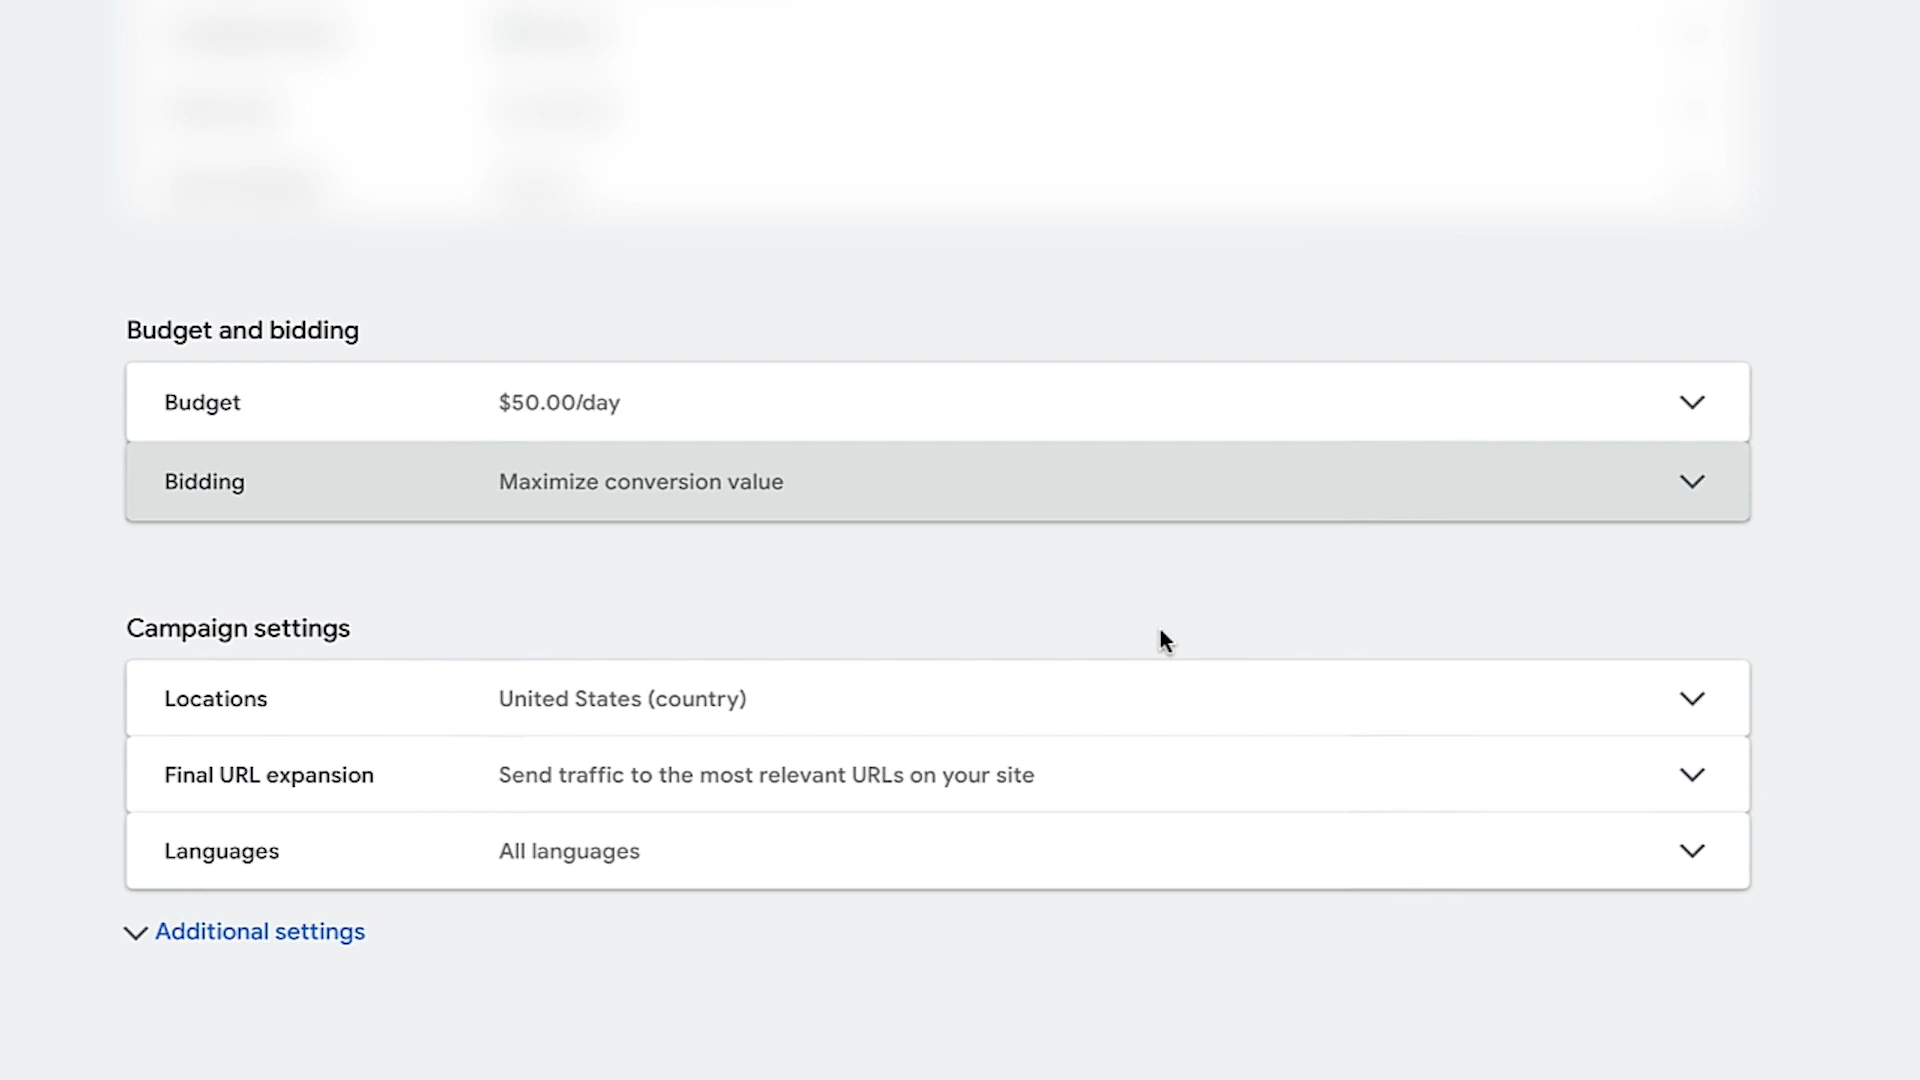 Budget and bidding
Budget $50.00/day
Bidding Maximize conversion value
Campaign settings
Locations United States (country)
Final URL expansion Send traffic to the most relevant URLs on your site
Languages All languages
Additional settings